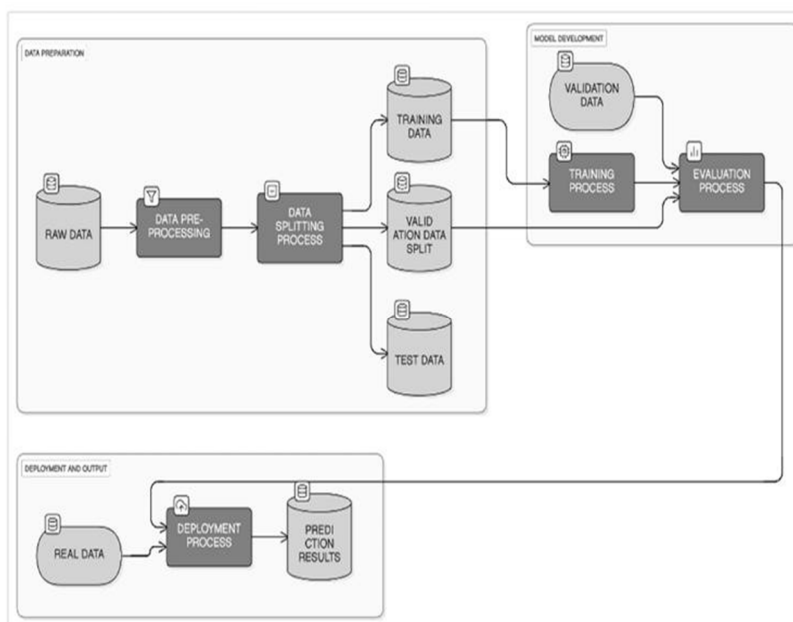 DATA PREPARATION
RAW DATA
DATA PRE-
PROCESSING
DATA
SPLITTING
PROCESS
TRAINING
DATA
VALID
ATION DATA
SPLIT
TEST DATA
MODEL DEVELOPMENT
VALIDATION
DATA
TRAINING
PROCESS
EVALUATION
PROCESS
DEPLOYMENT AND OUTPUT
REAL DATA
DEPLOYMENT
PROCESS
PREDI
CTION
RESULTS